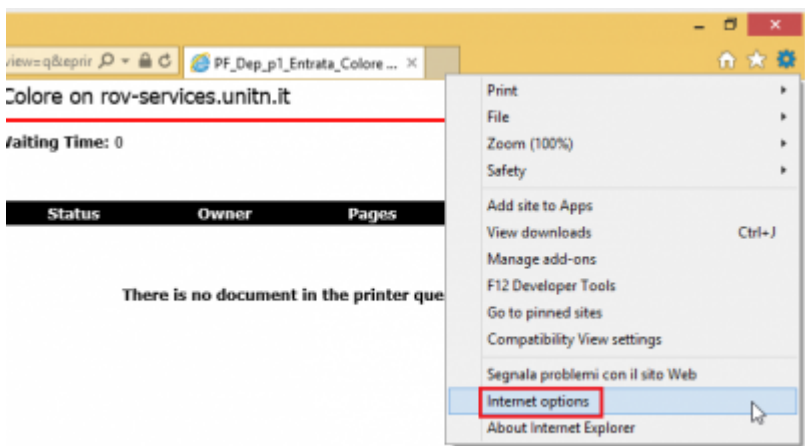 view=q&eprir
PF_Dep_p1_Entrata_Colore ...
Colore on rov-services.unitn.it
Waiting Time: 0
Status Owner Pages
There is no document in the printer que
Print
File
Zoom (100%)
Safety
Add site to Apps
View downloads Ctrl+J
Manage add-ons
F12 Developer Tools
Go to pinned sites
Compatibility View settings
Segnala problemi con il sito Web
Internet options
About Internet Explorer